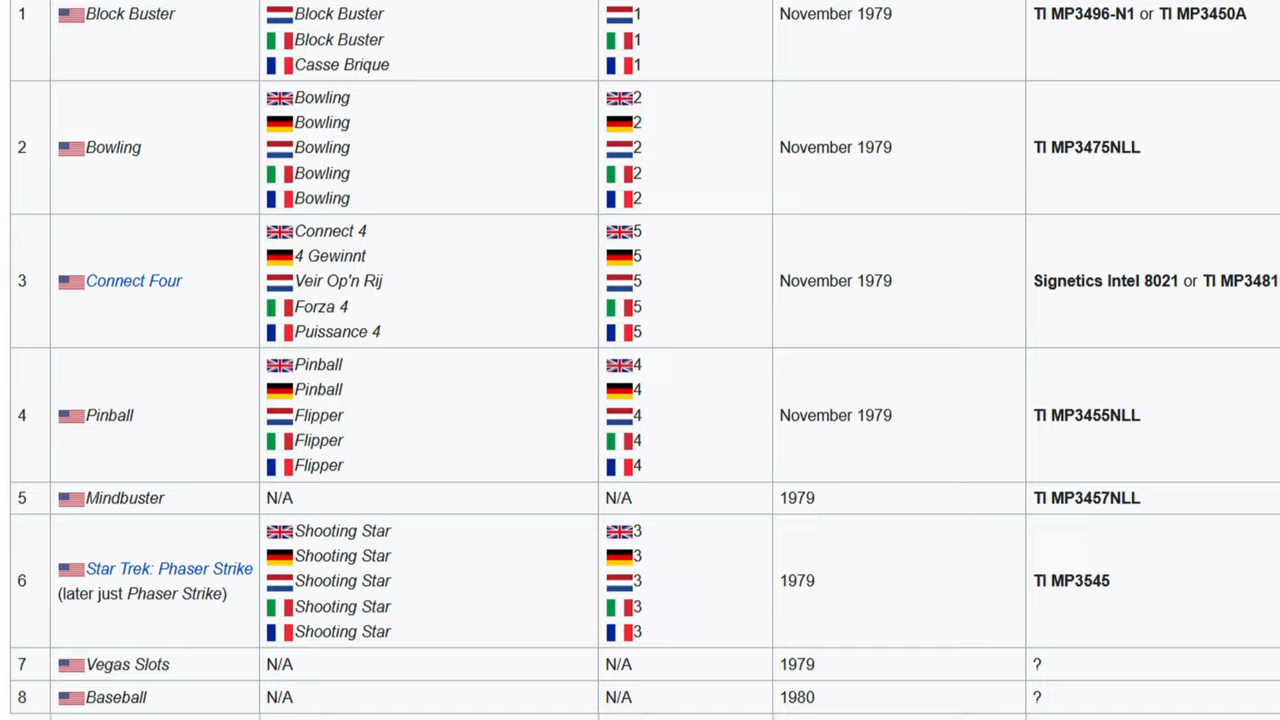 1 Block Buster Block Buster 1 November 1979 TI MP3496-N1 or TI MP3450A
Block Buster 1
Casse Brique 1
Bowling 2
Bowling 2
2 Bowling Bowling 2 November 1979 TI MP3475NLL
Bowling 2
Bowling 2
Connect 4 5
4 Gewinnt 5
3 Connect Four Veir Op'n Rij 5 November 1979 Signetics Intel 8021 or TI MP3481
Forza 4 5
Puissance 4 5
Pinball 4
Pinball 4
4 Pinball Flipper 4 November 1979 TI MP3455NLL
Flipper 4
Flipper 4
5 Mindbuster N/A N/A 1979 TI MP3457NLL
Shooting Star 3
Shooting Star 3
6 Star Trek: Phaser Strike Shooting Star 3 1979 TI MP3545
(later just Phaser Strike) Shooting Star 3
Shooting Star 3
7 Vegas Slots N/A N/A 1979 ?
8 Baseball N/A N/A 1980 ?